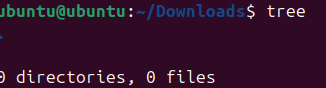 ubuntu@ubuntu:~/Downloads$ tree
.
0 directories, 0 files